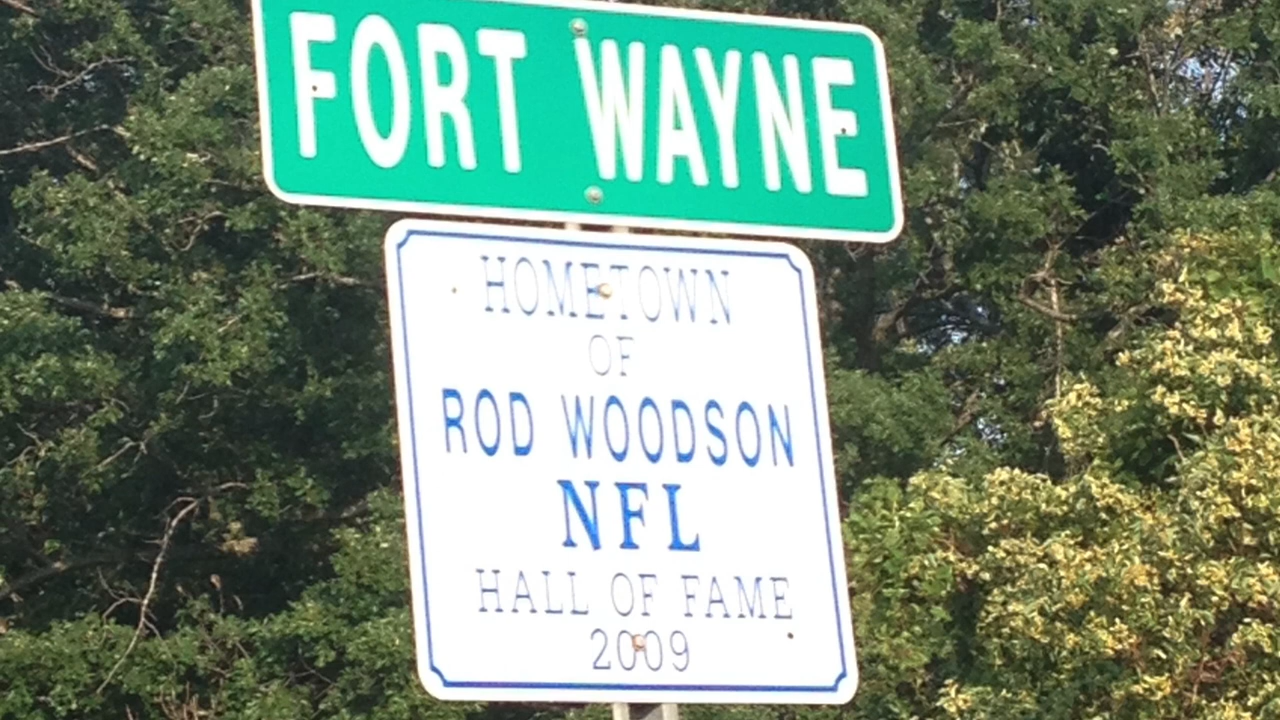 FORT WAYNE
HOMETOWN
OF
ROD WOODSON
NFL
HALL OF FAME
2009